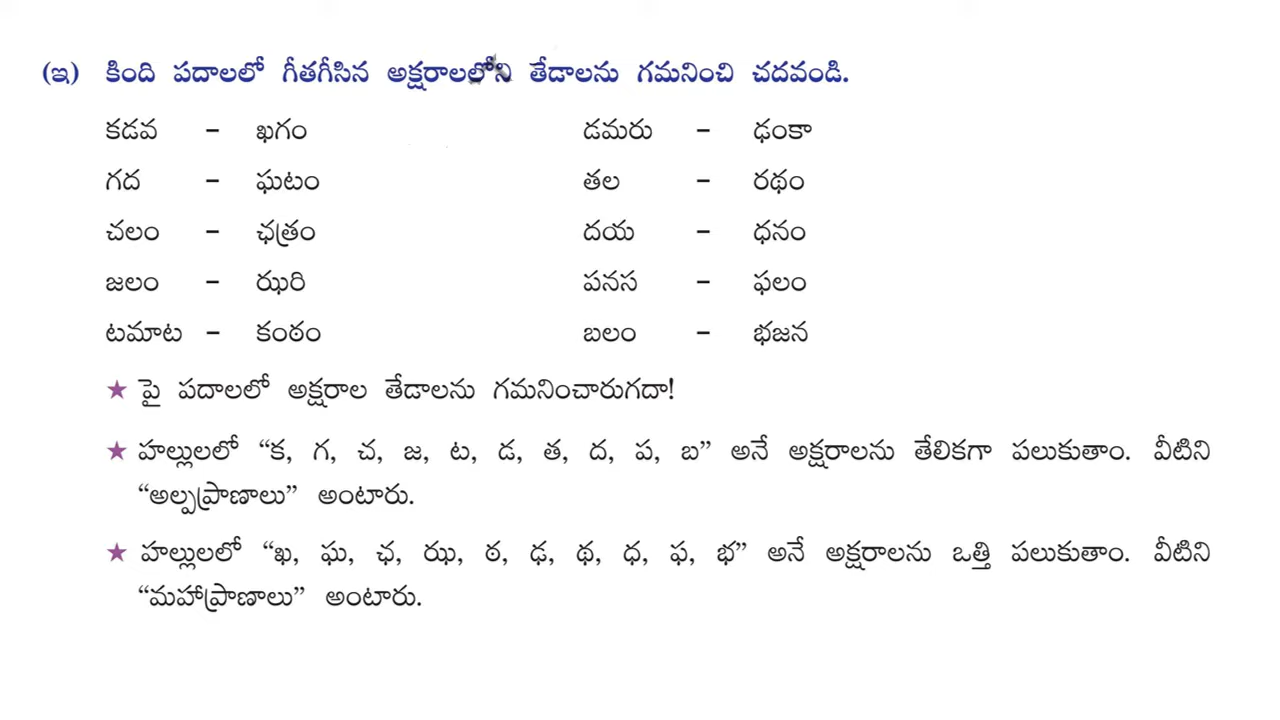 (ఇ) కింది పదాలలో గీతగీసిన అక్షరాలలోని తేడాలను గమనించి చదవండి.
కడవ – ఖగం డమరు – ఢంకా
గద – ఘటం తల – రథం
చలం – ఛత్రం దయ – ధనం
జలం – ఝరి పనస – ఫలం
టమాట – కంఠం బలం – భజన
★ పై పదాలలో అక్షరాల తేడాలను గమనించారుగదా!
★ హల్లులలో “క, గ, చ, జ, ట, డ, త, ద, ప, బ” అనే అక్షరాలను తేలికగా పలుకుతాం. వీటిని
“అల్పప్రాణాలు” అంటారు.
★ హల్లులలో “ఖ, ఘ, ఛ, ఝ, ఠ, ఢ, థ, ధ, ఫ, భ” అనే అక్షరాలను ఒత్తి పలుకుతాం. వీటిని
“మహాప్రాణాలు” అంటారు.